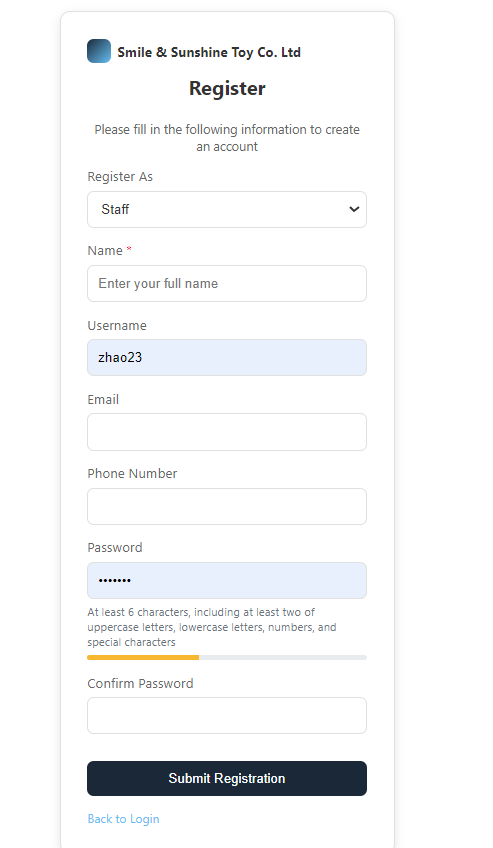 Smile & Sunshine Toy Co. Ltd
Register
Please fill in the following information to create
an account
Register As
Staff
Name *
Enter your full name
Username
zhao23
Email
Phone Number
Password
•••••••
At least 6 characters, including at least two of
uppercase letters, lowercase letters, numbers, and
special characters
Confirm Password
Submit Registration
Back to Login